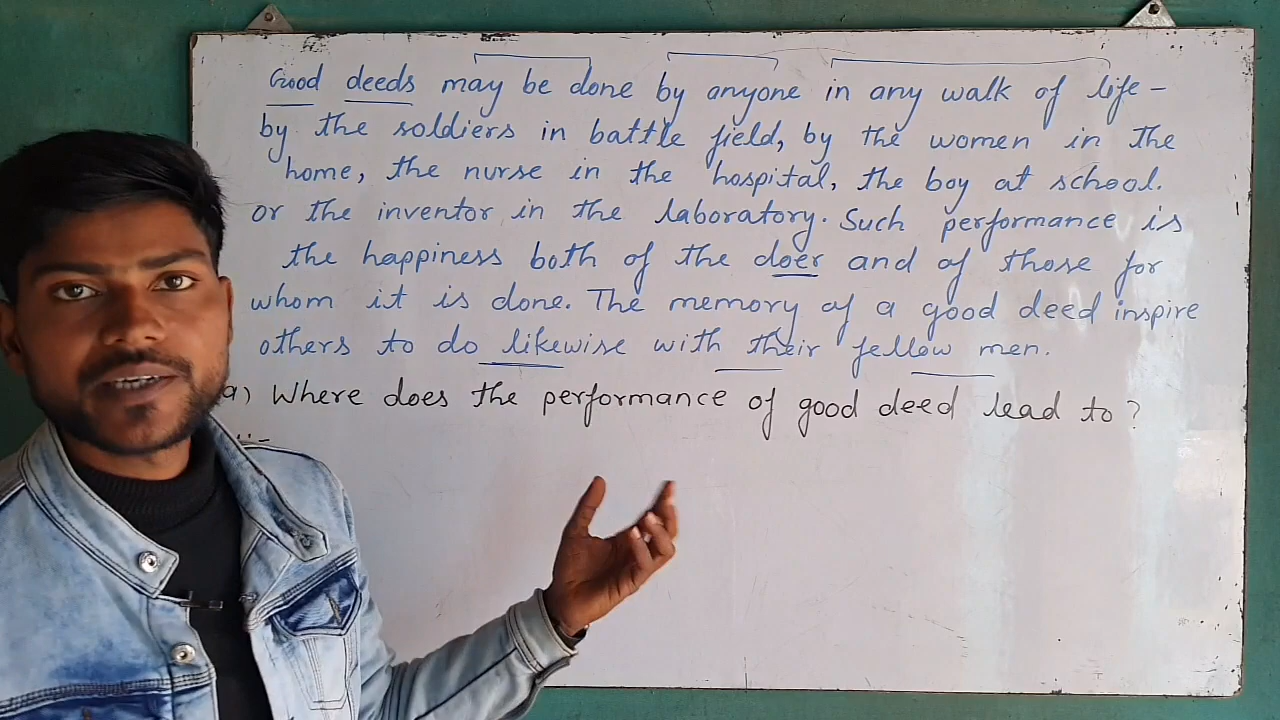 Good deeds may be done by anyone in any walk of life -
by the soldiers in battle field, by the women in the
home, the nurse in the hospital, the boy at school.
or the inventor in the laboratory. Such performance is
the happiness both of the doer and of those for
whom it is done. The memory of a good deed inspire
others to do likewise with their fellow men.
a) Where does the performance of good deed lead to?